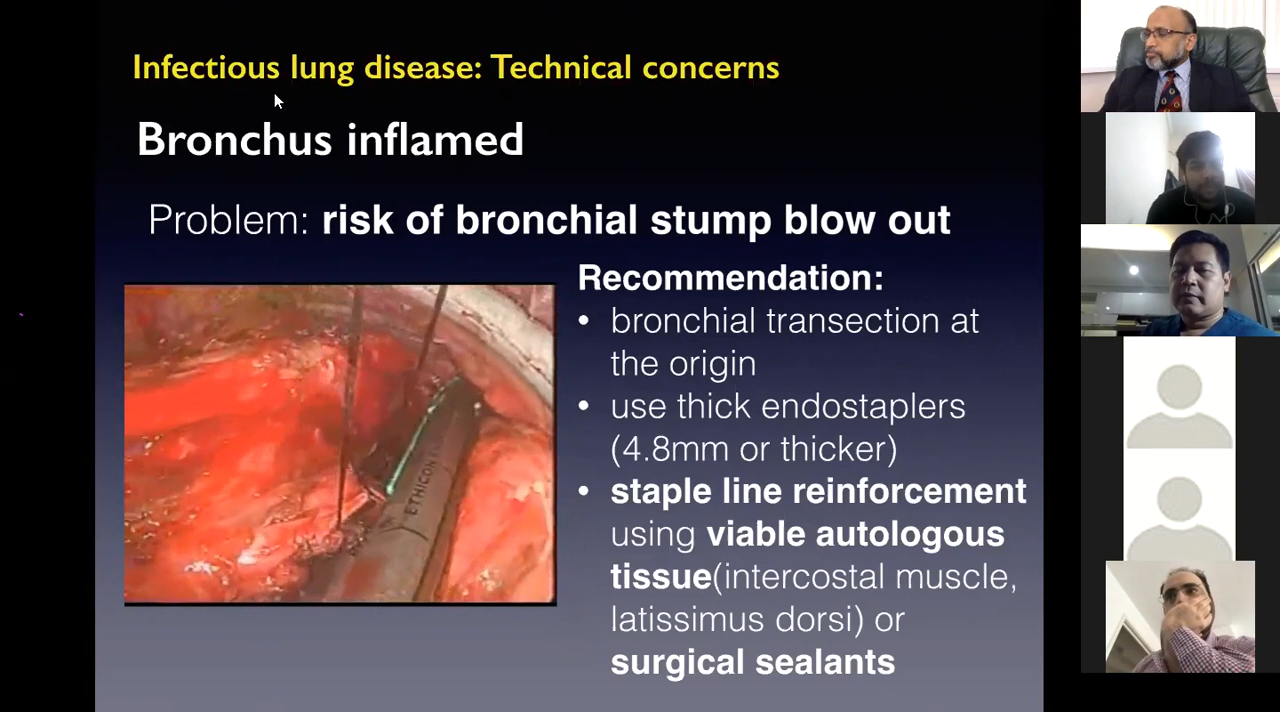 Infectious lung disease: Technical concerns
Bronchus inflamed
Problem: risk of bronchial stump blow out
Recommendation:
• bronchial transection at
the origin
• use thick endostaplers
(4.8mm or thicker)
• staple line reinforcement
using viable autologous
tissue(intercostal muscle,
latissimus dorsi) or
surgical sealants
ETHICON